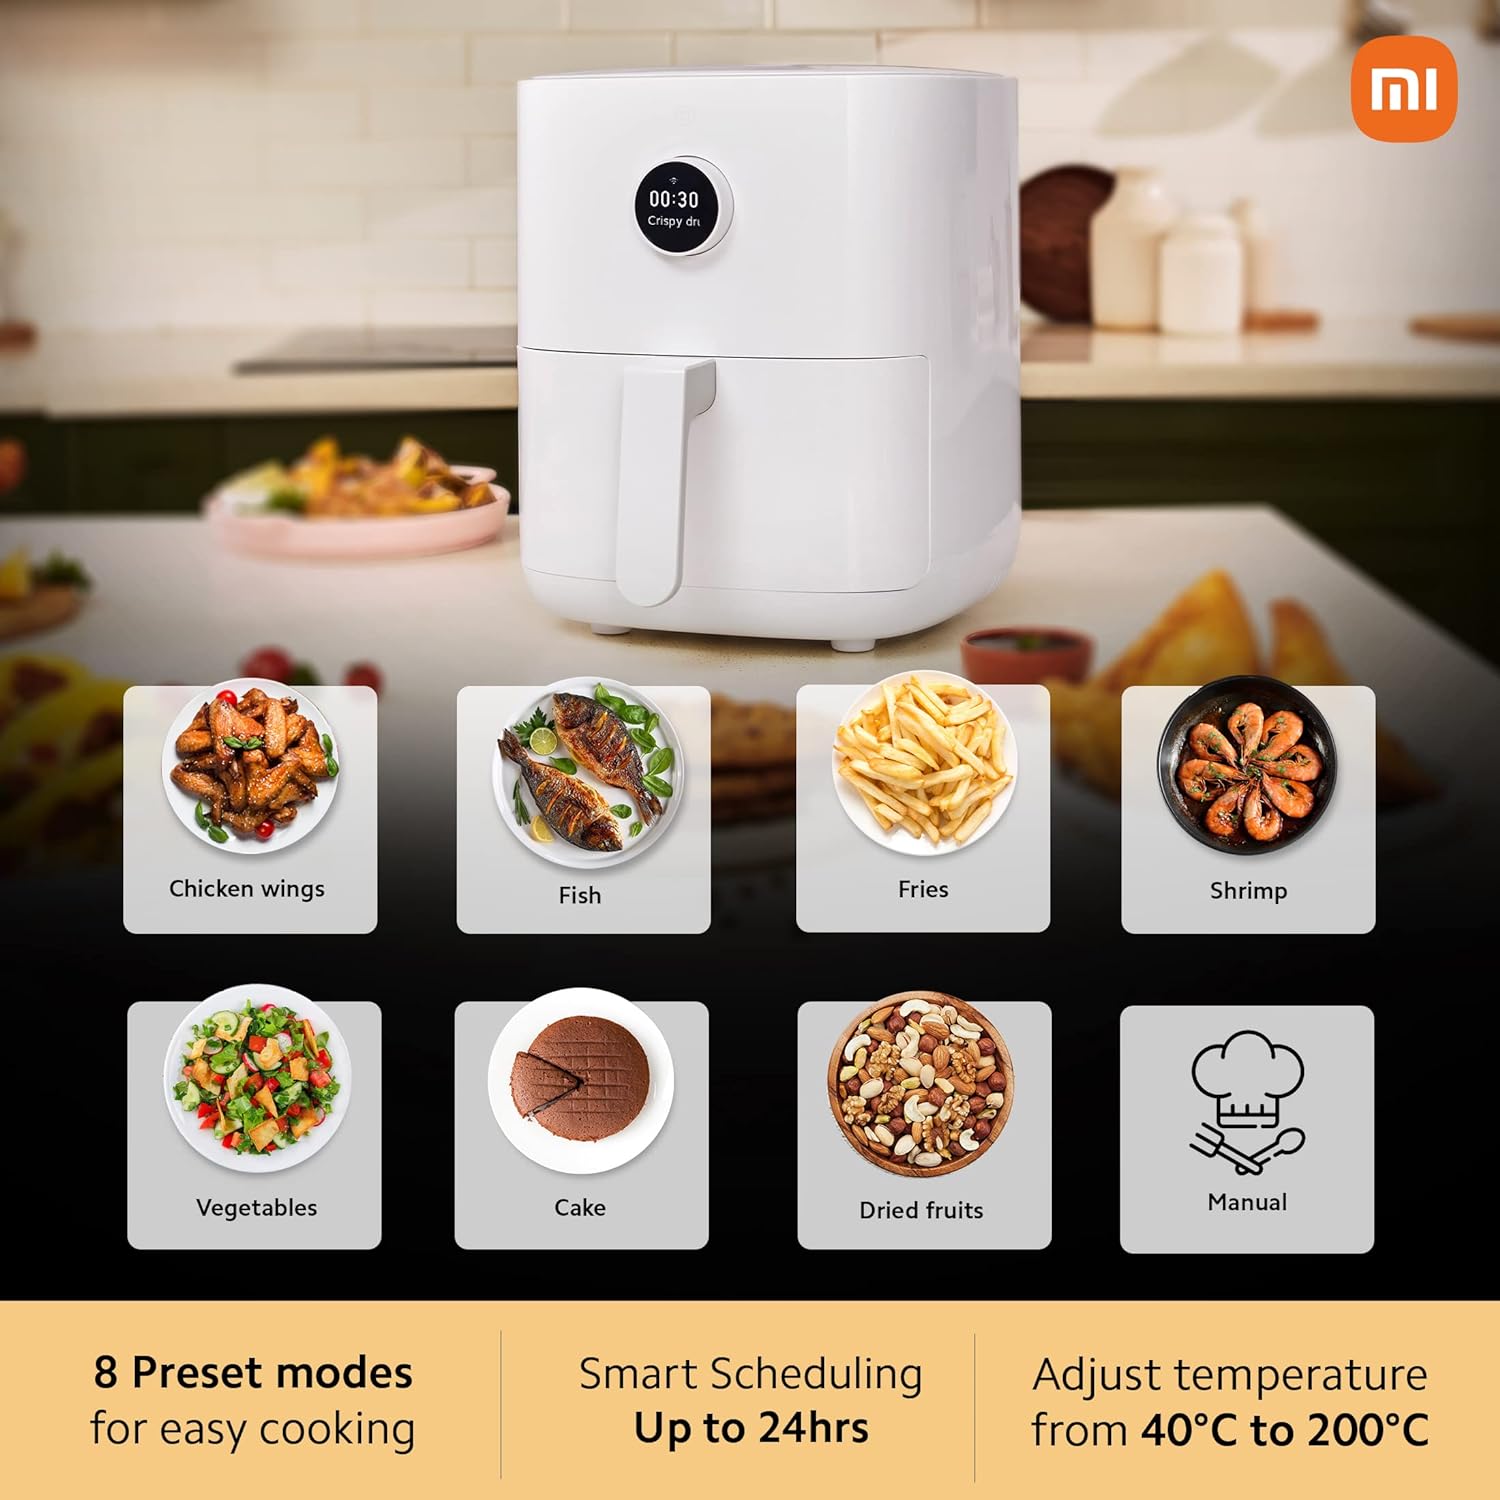 mi
00:30
Crispy
Chicken wings
Fish
Fries
Shrimp
Vegetables
Cake
Dried fruits
Manual
8 Preset modes
for easy cooking
Smart Scheduling
Up to 24hrs
Adjust temperature
from 40°C to 200°C